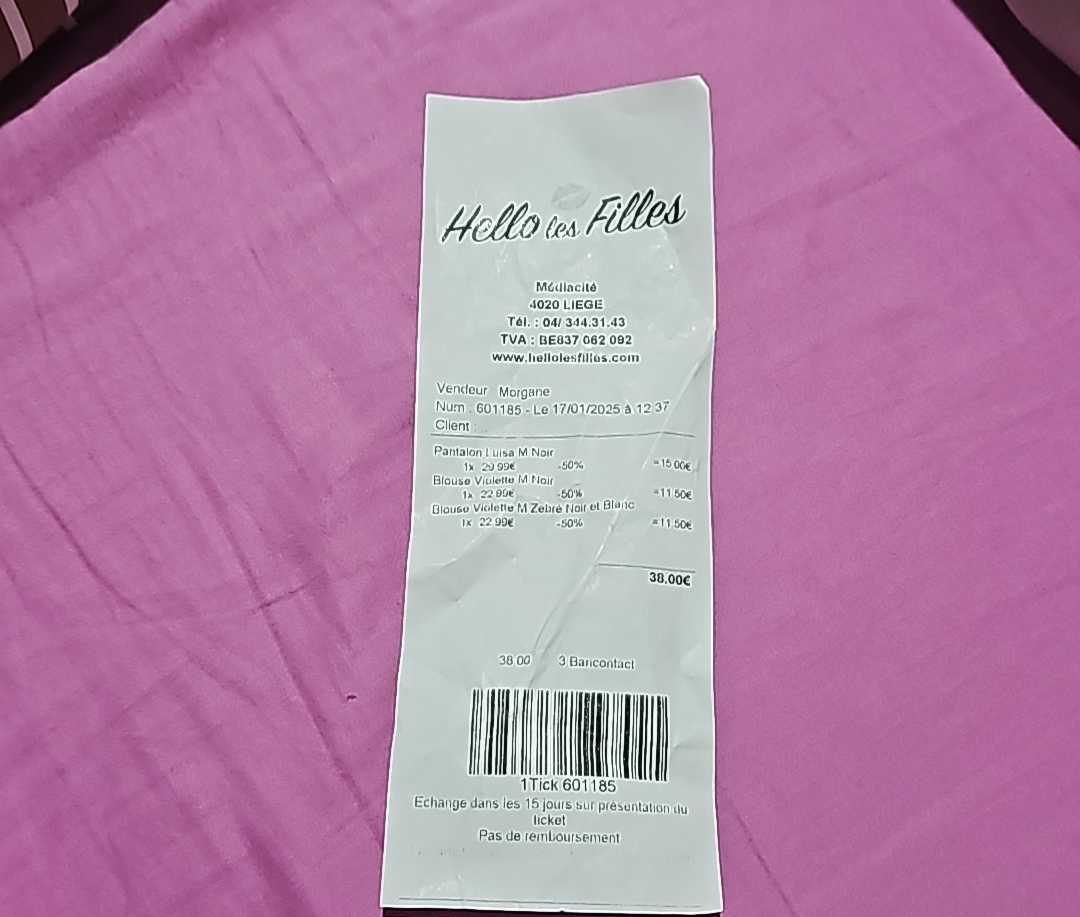 Hello les Filles
Médiacité
4020 LIEGE
Tél. : 04/ 344.31.43
TVA : BE837 062 092
www.hellolesfilles.com
Vendeur Morgane
Num : 601185 - Le 17/01/2025 à 12 37
Client :
Pantalon Luisa M Noir
1x 29 99€ -50% =15 00€
Blouse Violette M Noir
1x 22 99€ -50% =11 50€
Blouse Violette M Zébré Noir et Blanc
1x 22 99€ -50% =11 50€
38.00€
38 00 3 Bancontact
1Tick 601185
Echange dans les 15 jours sur présentation du
ticket
Pas de remboursement